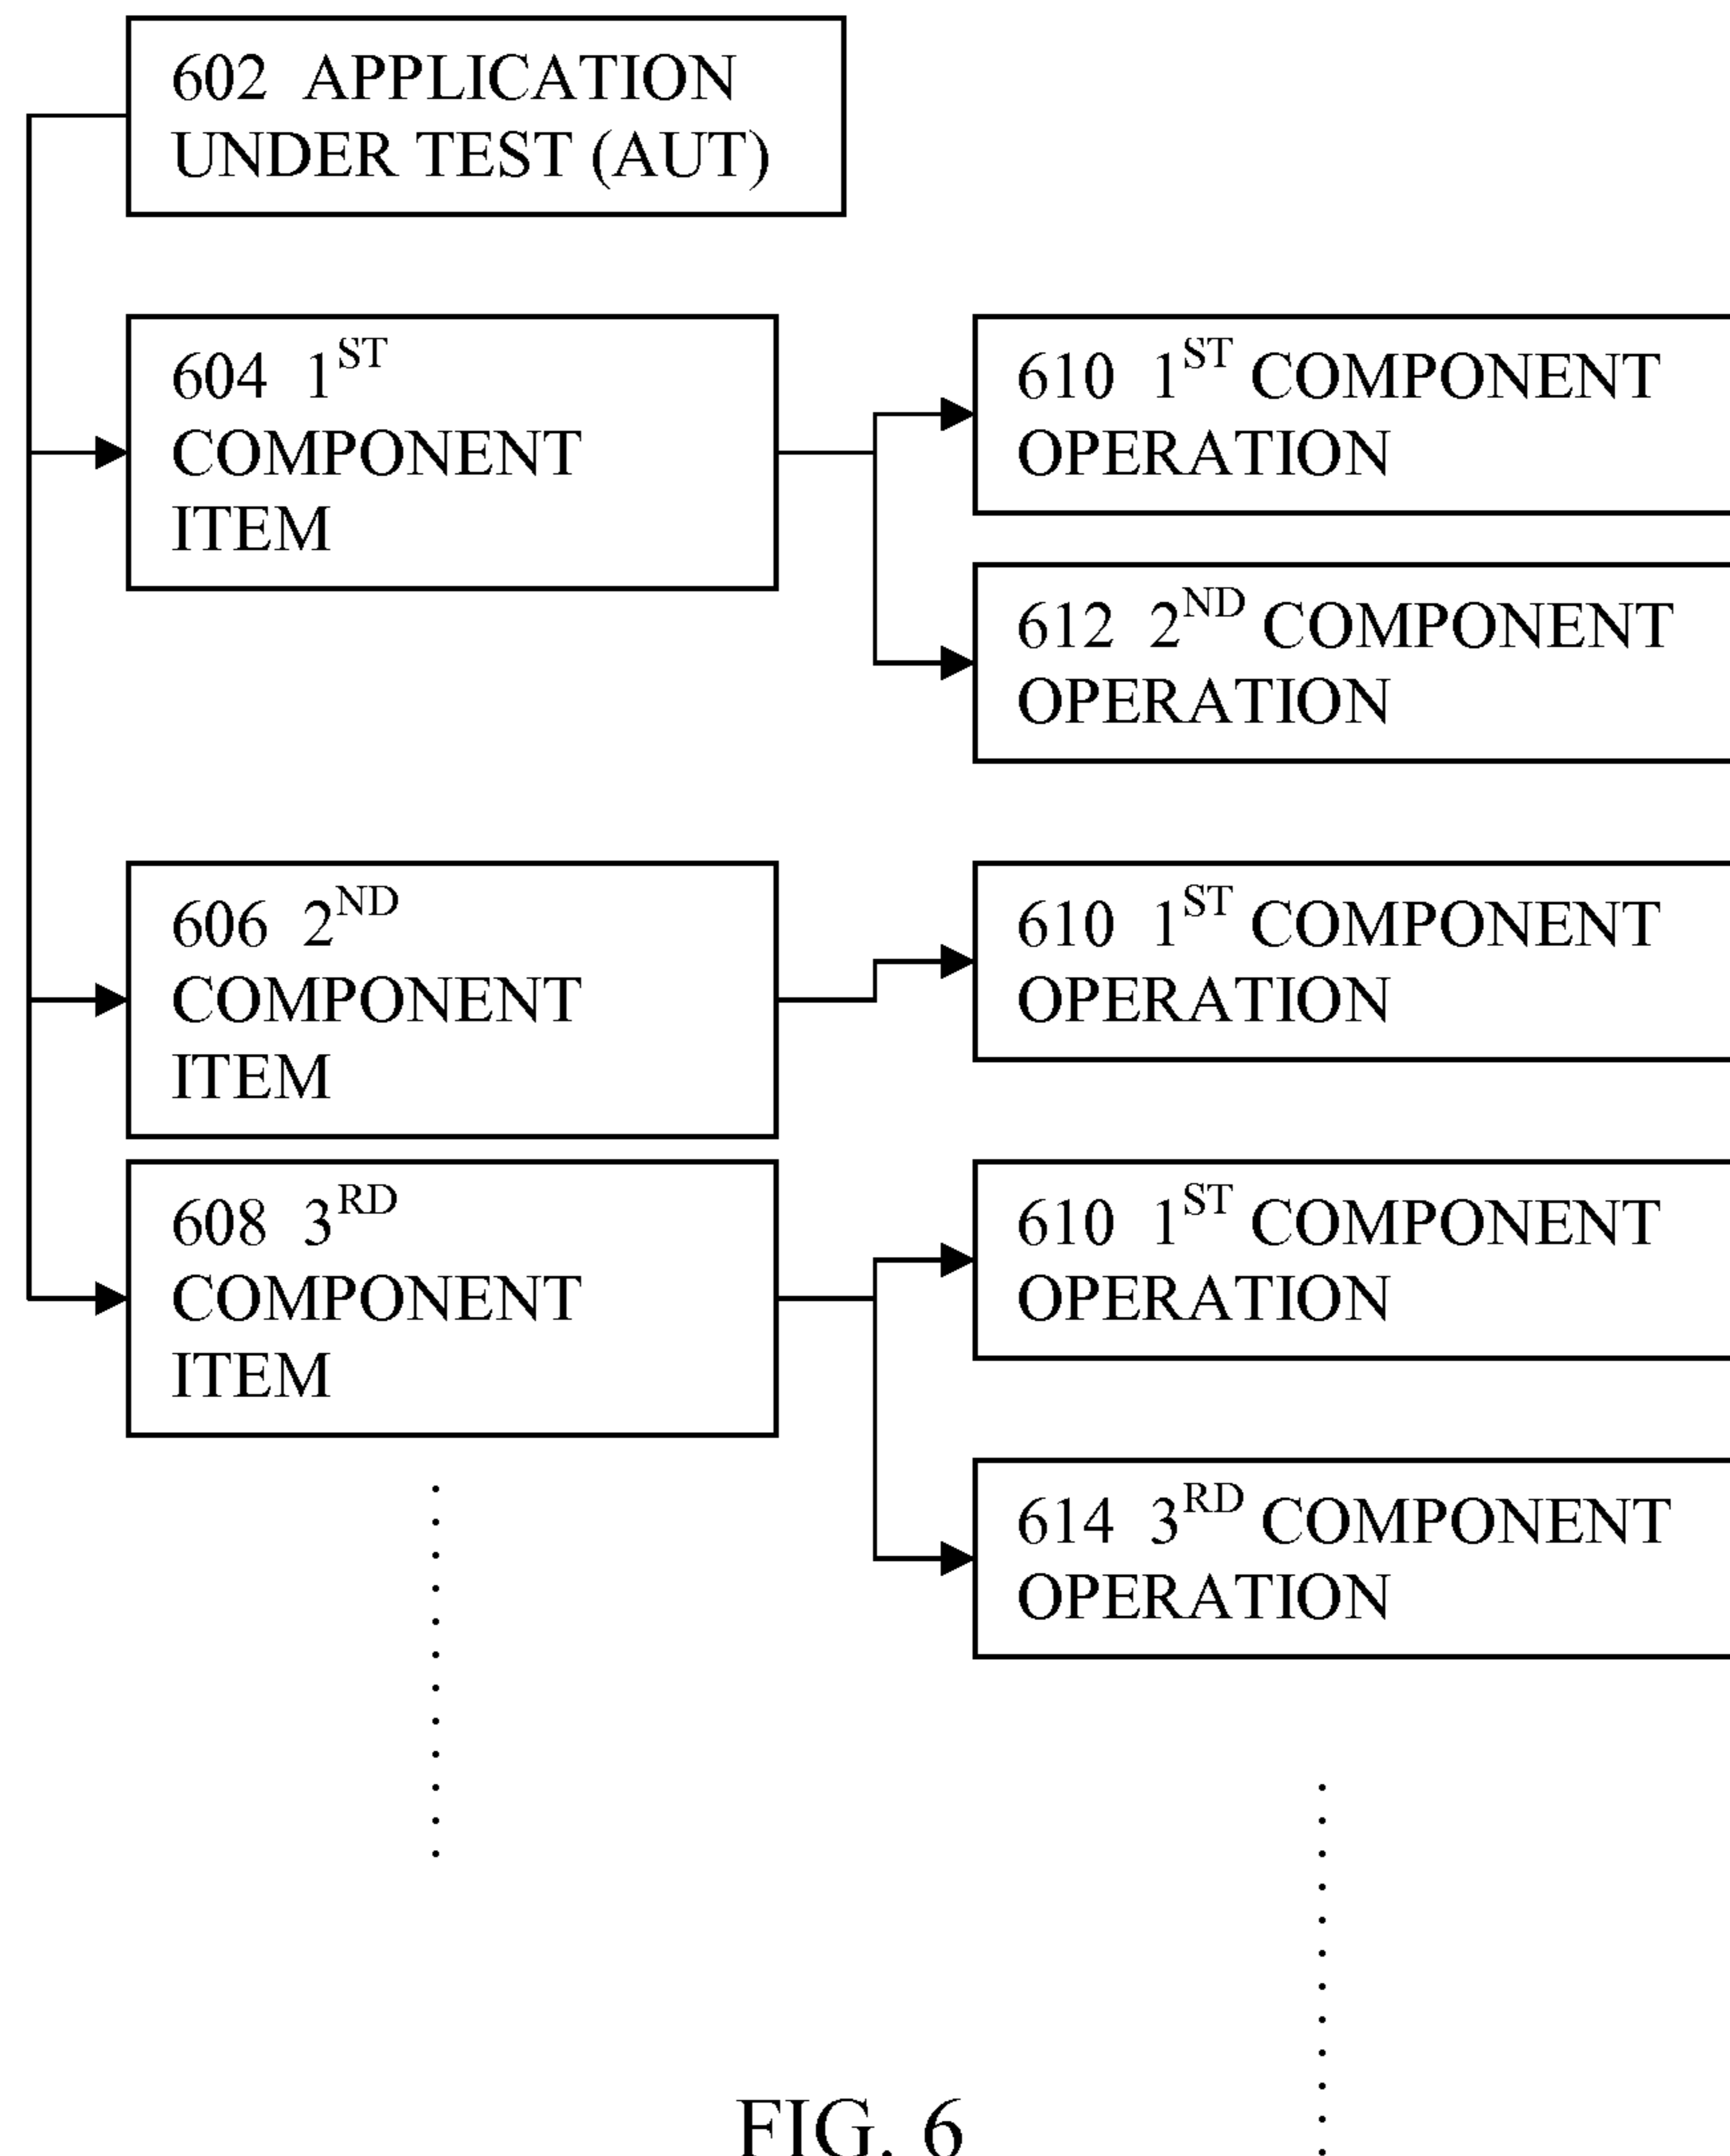 602 APPLICATION
UNDER TEST (AUT)
604 1ST
COMPONENT
ITEM
610 1ST COMPONENT
OPERATION
612 2ND COMPONENT
OPERATION
606 2ND
COMPONENT
ITEM
610 1ST COMPONENT
OPERATION
608 3RD
COMPONENT
ITEM
610 1ST COMPONENT
OPERATION
614 3RD COMPONENT
OPERATION
FIG. 6